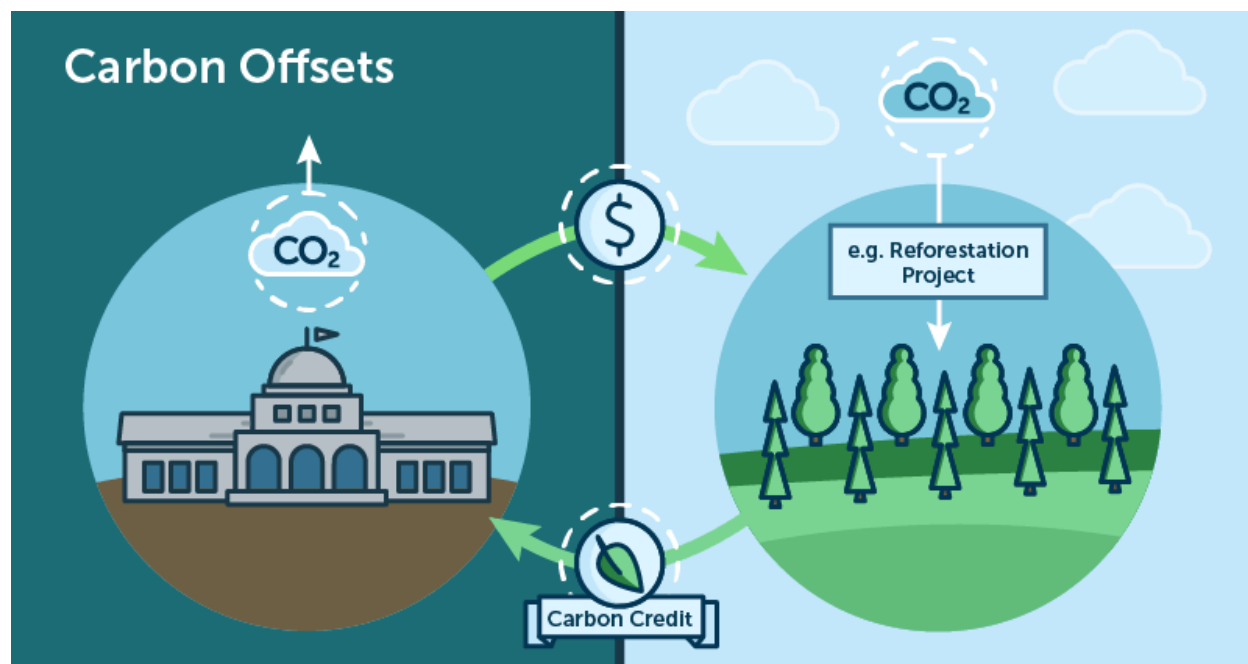 Carbon Offsets
CO₂
CO₂
$
e.g. Reforestation
Project
Carbon Credit